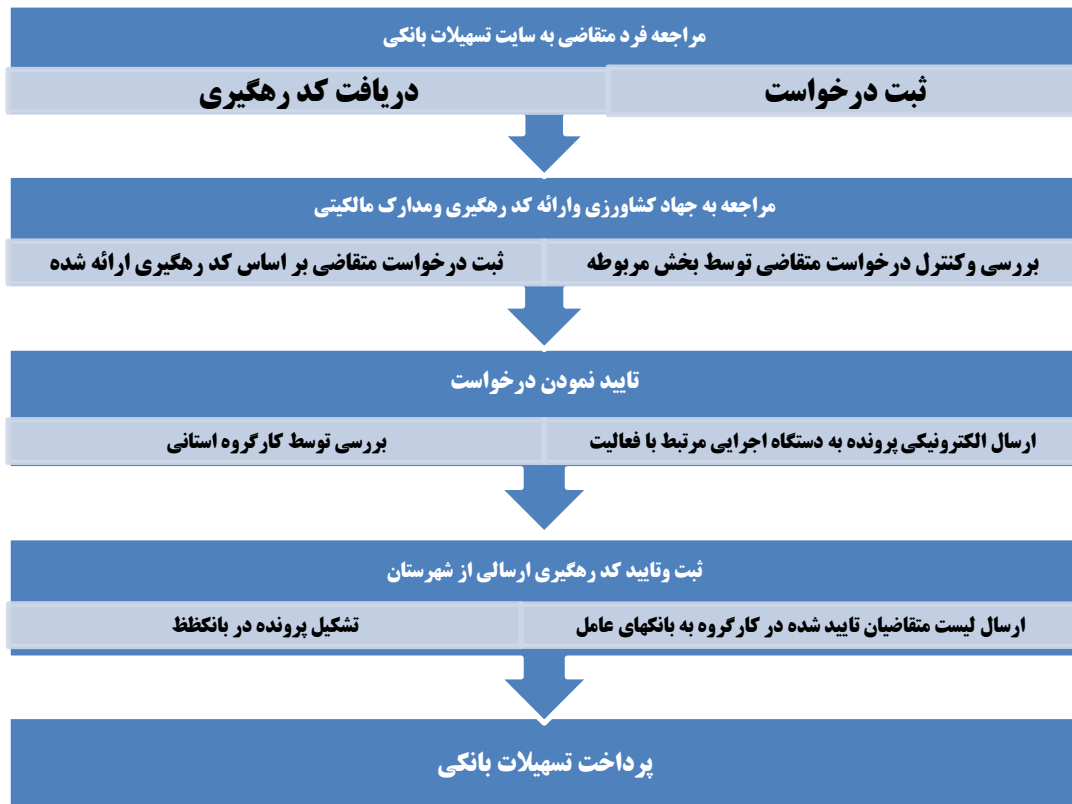 مراجعه فرد متقاضی به سایت تسهیلات بانکی
ثبت درخواست
دریافت کد رهگیری
مراجعه به جهاد کشاورزی وارائه کد رهگیری ومدارک مالکیتی
بررسی وکنترل درخواست متقاضی توسط بخش مربوطه
ثبت درخواست متقاضی بر اساس کد رهگیری ارائه شده
تایید نمودن درخواست
ارسال الکترونیکی پرونده به دستگاه اجرایی مرتبط با فعالیت
بررسی توسط کارگروه استانی
ثبت وتایید کد رهگیری ارسالی از شهرستان
ارسال لیست متقاضیان تایید شده در کارگروه به بانکهای عامل
تشکیل پرونده در بانکظظ
پرداخت تسهیلات بانکی